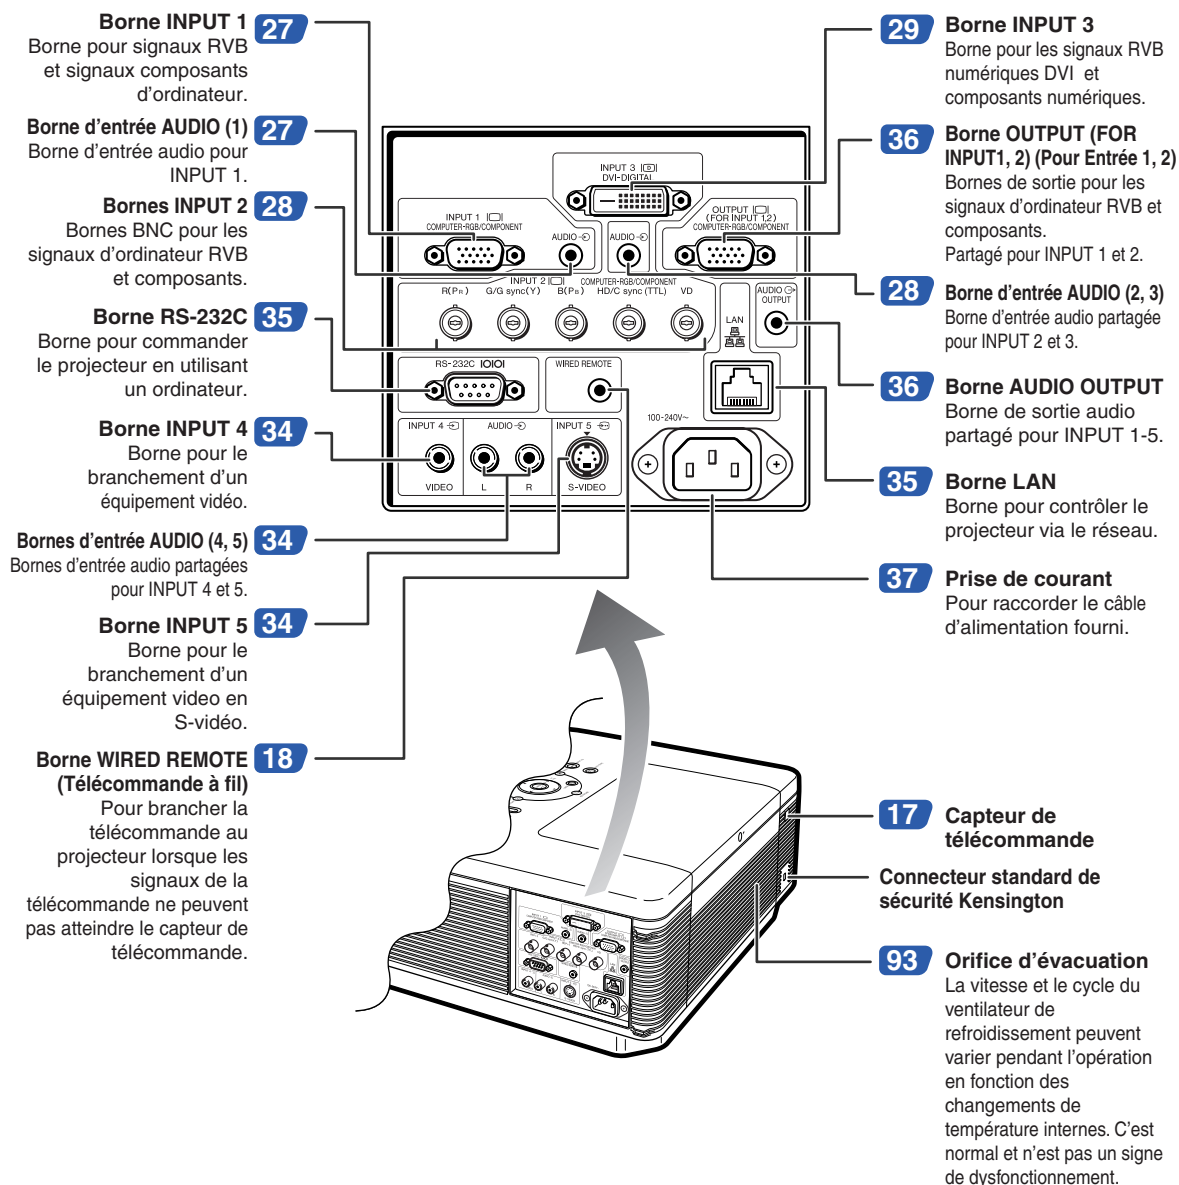 Borne INPUT 1
27
Borne pour signaux RVB
et signaux composants
d’ordinateur.
Borne d’entrée AUDIO (1)
27
Borne d’entrée audio pour
INPUT 1.
Bornes INPUT 2
28
Bornes BNC pour les
signaux d’ordinateur RVB
et composants.
Borne RS-232C
35
Borne pour commander
le projecteur en utilisant
un ordinateur.
Borne INPUT 4
34
Borne pour le
branchement d’un
équipement vidéo.
Bornes d’entrée AUDIO (4, 5)
34
Bornes d’entrée audio partagées
pour INPUT 4 et 5.
Borne INPUT 5
34
Borne pour le
branchement d’un
équipement video en
S-vidéo.
Borne WIRED REMOTE
18
(Télécommande à fil)
Pour brancher la
télécommande au
projecteur lorsque les
signaux de la
télécommande ne peuvent
pas atteindre le capteur de
télécommande.
INPUT 3
DVI-DIGITAL
INPUT 1
COMPUTER-RGB/COMPONENT
AUDIO
AUDIO
OUTPUT
(FOR INPUT 1,2)
COMPUTER-RGB/COMPONENT
INPUT 2
COMPUTER-RGB/COMPONENT
R(PR)
G/G sync(Y)
B(PB)
HD/C sync (TTL)
VD
AUDIO
OUTPUT
LAN
RS-232C IOIOI
WIRED REMOTE
100-240V~
INPUT 4
AUDIO
INPUT 5
VIDEO
L
R
S-VIDEO
29
Borne INPUT 3
Borne pour les signaux RVB
numériques DVI et
composants numériques.
36
Borne OUTPUT (FOR
INPUT1, 2) (Pour Entrée 1, 2)
Bornes de sortie pour les
signaux d’ordinateur RVB et
composants.
Partagé pour INPUT 1 et 2.
28
Borne d’entrée AUDIO (2, 3)
Borne d’entrée audio partagée
pour INPUT 2 et 3.
36
Borne AUDIO OUTPUT
Borne de sortie audio
partagé pour INPUT 1-5.
35
Borne LAN
Borne pour contrôler le
projecteur via le réseau.
37
Prise de courant
Pour raccorder le câble
d’alimentation fourni.
17
Capteur de
télécommande
Connecteur standard de
sécurité Kensington
93
Orifice d’évacuation
La vitesse et le cycle du
ventilateur de
refroidissement peuvent
varier pendant l’opération
en fonction des
changements de
température internes. C’est
normal et n’est pas un signe
de dysfonctionnement.